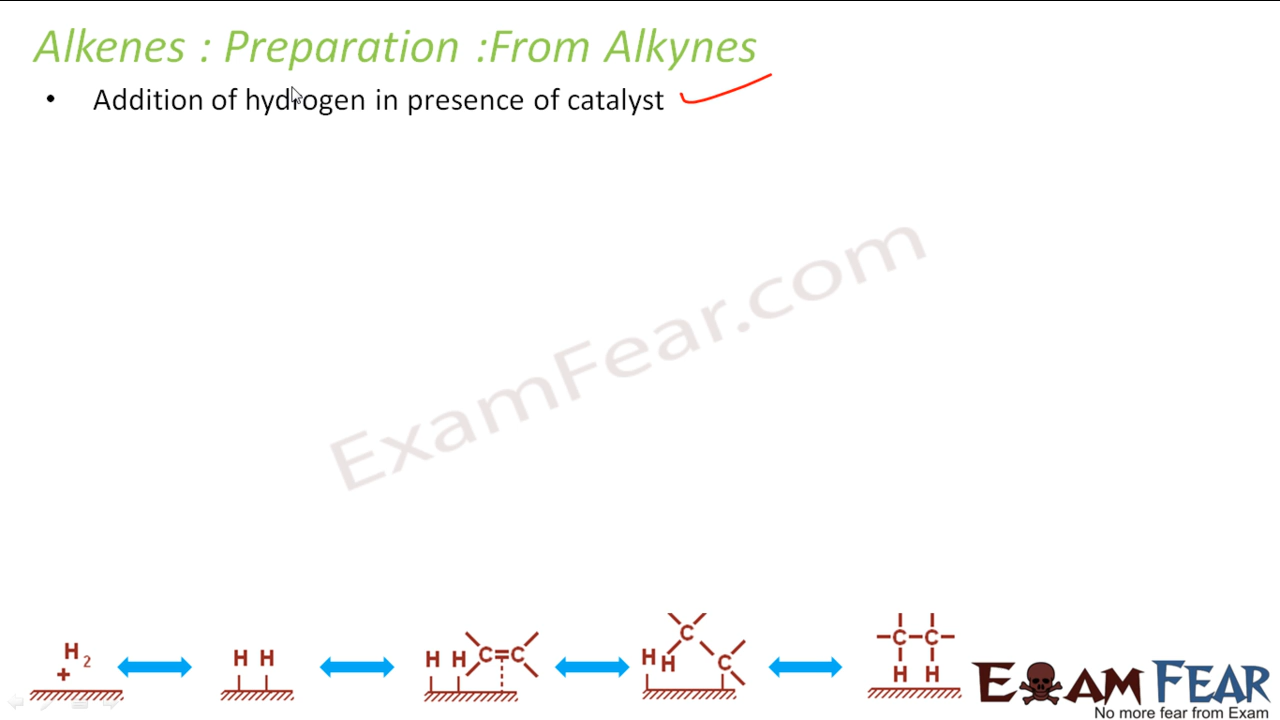 Alkenes : Preparation :From Alkynes
• Addition of hydrogen in presence of catalyst
ExamFear.com
H2
+
H H
H H C=C
H H C C
C C
H H
EXAM FEAR
No more fear from Exam